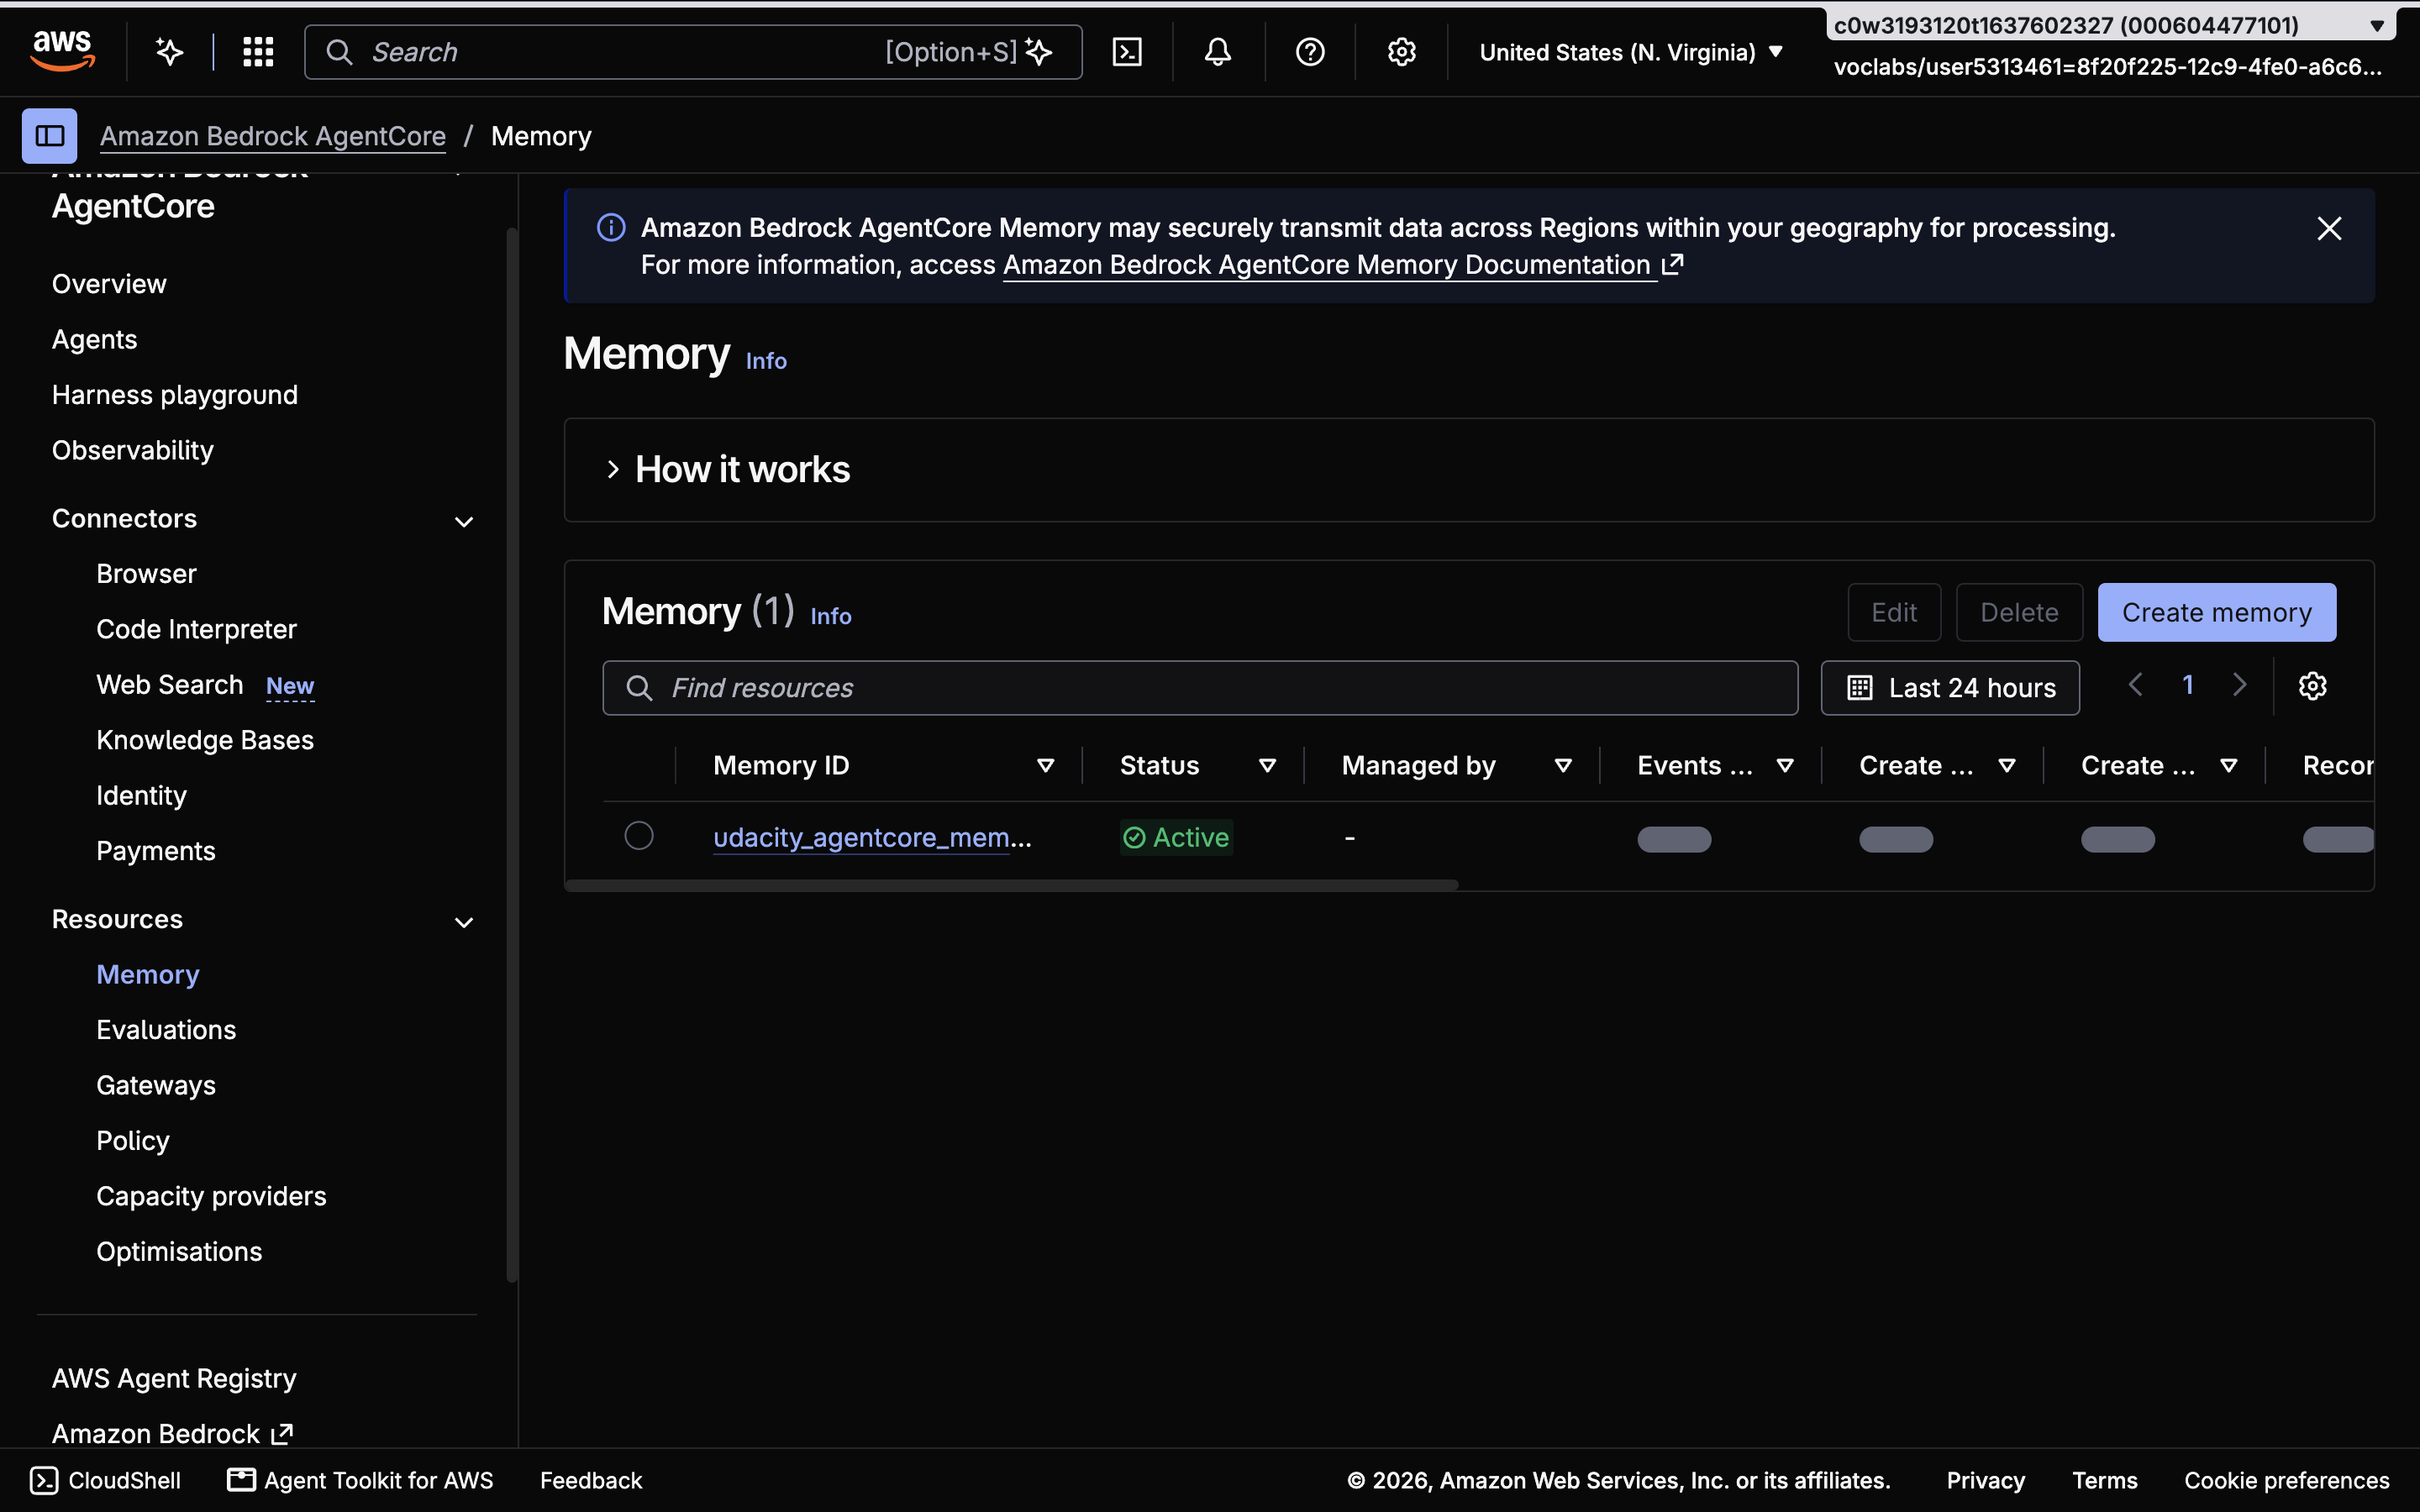 aws
Search
[Option+S]
United States (N. Virginia)
c0w3193120t1637602327 (000604477101)
voclabs/user5313461=8f20f225-12c9-4fe0-a6c6...
Amazon Bedrock AgentCore / Memory
Amazon Bedrock
AgentCore
Overview
Agents
Harness playground
Observability
Connectors
Browser
Code Interpreter
Web Search New
Knowledge Bases
Identity
Payments
Resources
Memory
Evaluations
Gateways
Policy
Capacity providers
Optimisations
AWS Agent Registry
Amazon Bedrock
Amazon Bedrock AgentCore Memory may securely transmit data across Regions within your geography for processing.
For more information, access Amazon Bedrock AgentCore Memory Documentation
Memory Info
How it works
Memory (1) Info
Edit
Delete
Create memory
Find resources
Last 24 hours
1
Memory ID Status Managed by Events ... Create ... Create ... Recor
udacity_agentcore_mem... Active -
CloudShell
Agent Toolkit for AWS
Feedback
© 2026, Amazon Web Services, Inc. or its affiliates.
Privacy
Terms
Cookie preferences